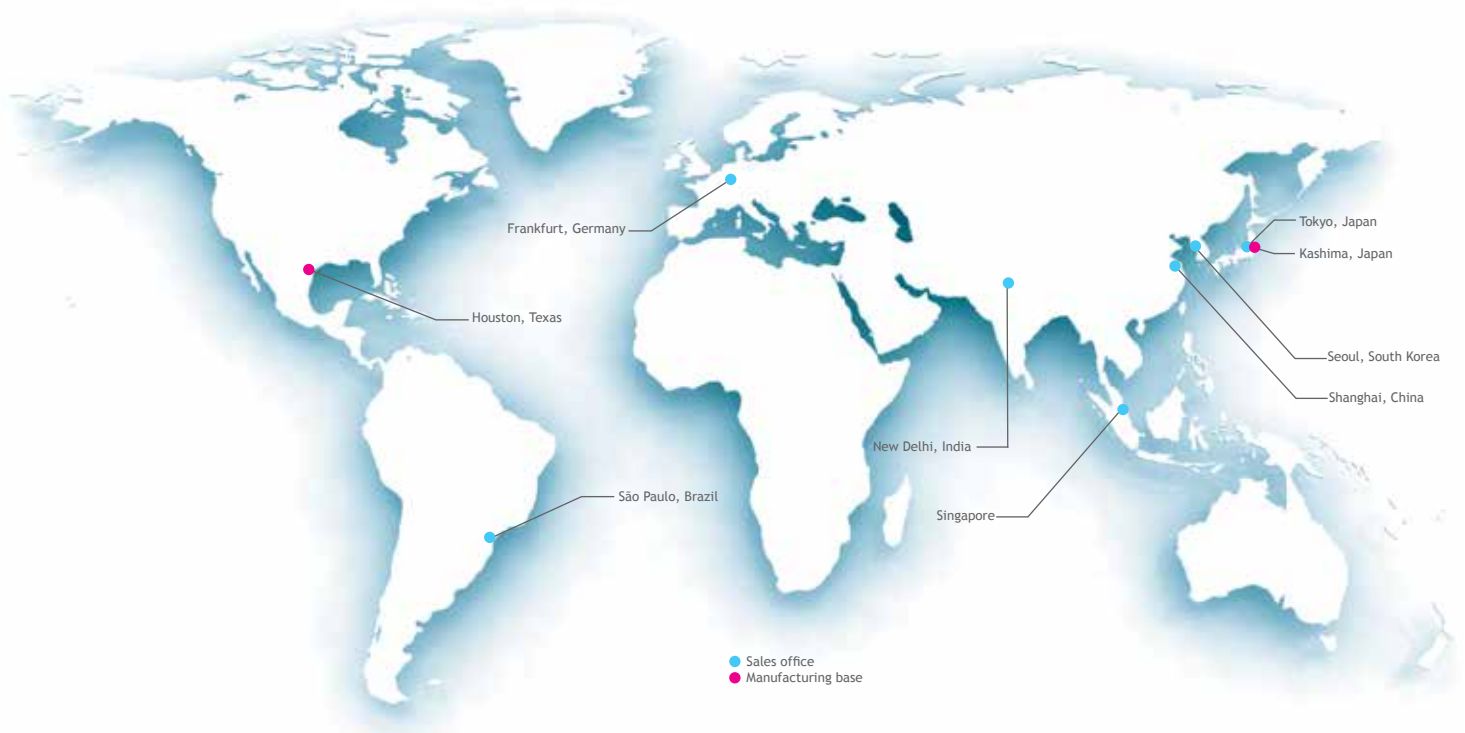 Frankfurt, Germany
Tokyo, Japan
Kashima, Japan
Houston, Texas
Seoul, South Korea
Shanghai, China
New Delhi, India
São Paulo, Brazil
Singapore
Sales office
Manufacturing base